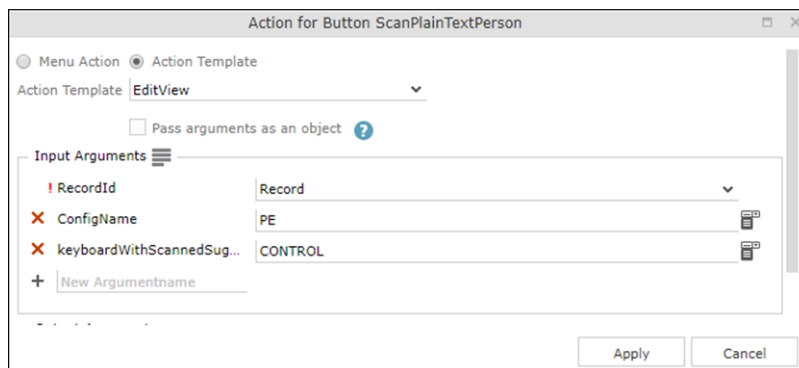 Action for Button ScanPlainTextPerson
Menu Action Action Template
Action Template EditView
Pass arguments as an object ?
Input Arguments
! RecordId Record
ConfigName PE
keyboardWithScannedSug... CONTROL
+ New Argumentname
Apply Cancel